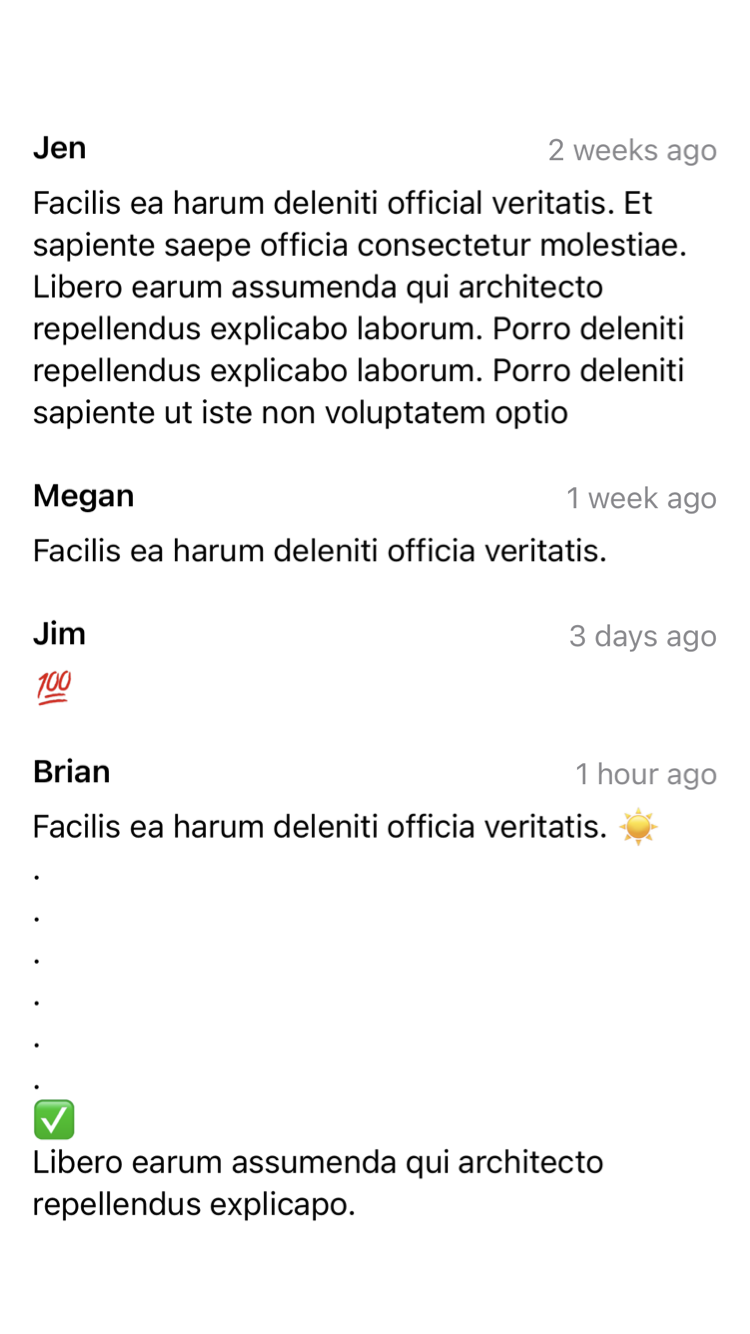 Jen
2 weeks ago
Facilis ea harum deleniti official veritatis. Et
sapiente saepe officia consectetur molestiae.
Libero earum assumenda qui architecto
repellendus explicabo laborum. Porro deleniti
repellendus explicabo laborum. Porro deleniti
sapiente ut iste non voluptatem optio
Megan
1 week ago
Facilis ea harum deleniti officia veritatis.
Jim
3 days ago
💯
Brian
1 hour ago
Facilis ea harum deleniti officia veritatis. ☀️
.
.
.
.
.
.
✅
Libero earum assumenda qui architecto
repellendus explicapo.